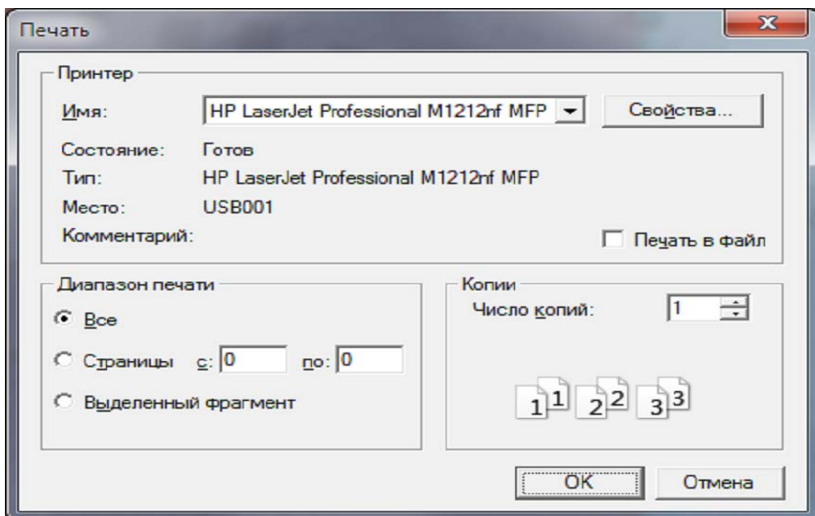 Печать
Принтер
Имя: HP LaserJet Professional M1212nf MFP Свойства...
Состояние: Готов
Тип: HP LaserJet Professional M1212nf MFP
Место: USB001
Комментарий: Печать в файл
Диапазон печати
Все
Страницы с: 0 по: 0
Выделенный фрагмент
Копии
Число копий: 1
1 1 2 2 3 3
OK Отмена